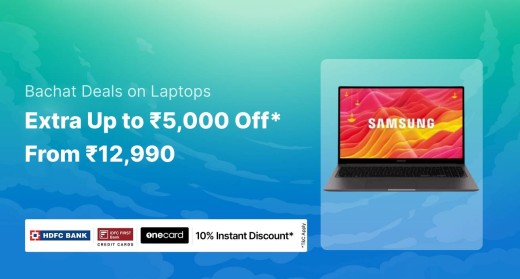 Bachat Deals on Laptops
Extra Up to ₹5,000 Off*
From ₹12,990
SAMSUNG
HDFC BANK
IDFC FIRST Bank
CREDIT CARDS
onecard
10% Instant Discount*
*T&C Apply